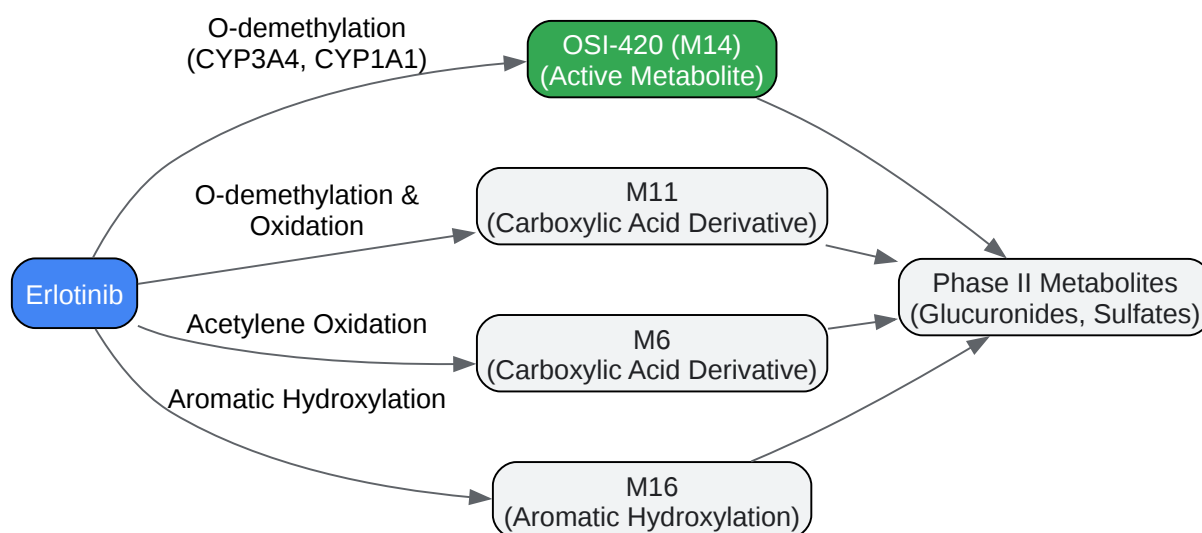 O-demethylation
(CYP3A4, CYP1A1)
OSI-420 (M14)
(Active Metabolite)
O-demethylation &
Oxidation
M11
(Carboxylic Acid Derivative)
Erlotinib
Phase II Metabolites
(Glucuronides, Sulfates)
Acetylene Oxidation
M6
(Carboxylic Acid Derivative)
Aromatic Hydroxylation
M16
(Aromatic Hydroxylation)